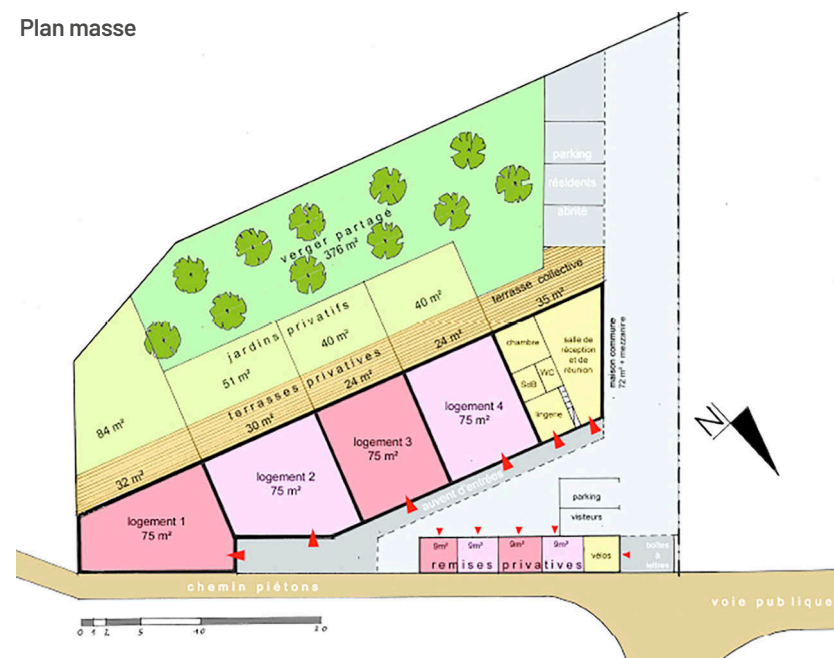 Plan masse
parking
résidents
abrité
verger partagé
376 m²
terrasse collective
35 m²
jardins privatifs
40 m²
40 m²
51 m²
84 m²
terrasses privatives
24 m²
24 m²
30 m²
32 m²
chambre
salle de
réception
et de
réunion
SdB
WC
lingerie
maison commune
72 m² + mezzanine
logement 4
75 m²
logement 3
75 m²
logement 2
75 m²
logement 1
75 m²
auvent d'entrées
N
parking
visiteurs
9m²
9m²
9m²
9m²
vélos
boîtes
à
lettres
remises privatives
chemin piétons
voie publique
0 1 2 5 10 20